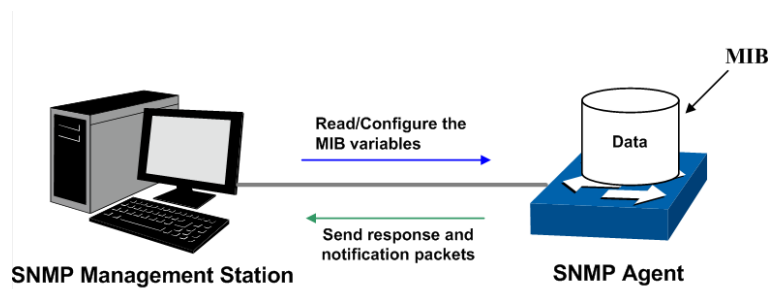 MIB
Read/Configure the
MIB variables
Data
Send response and
notification packets
SNMP Management Station
SNMP Agent